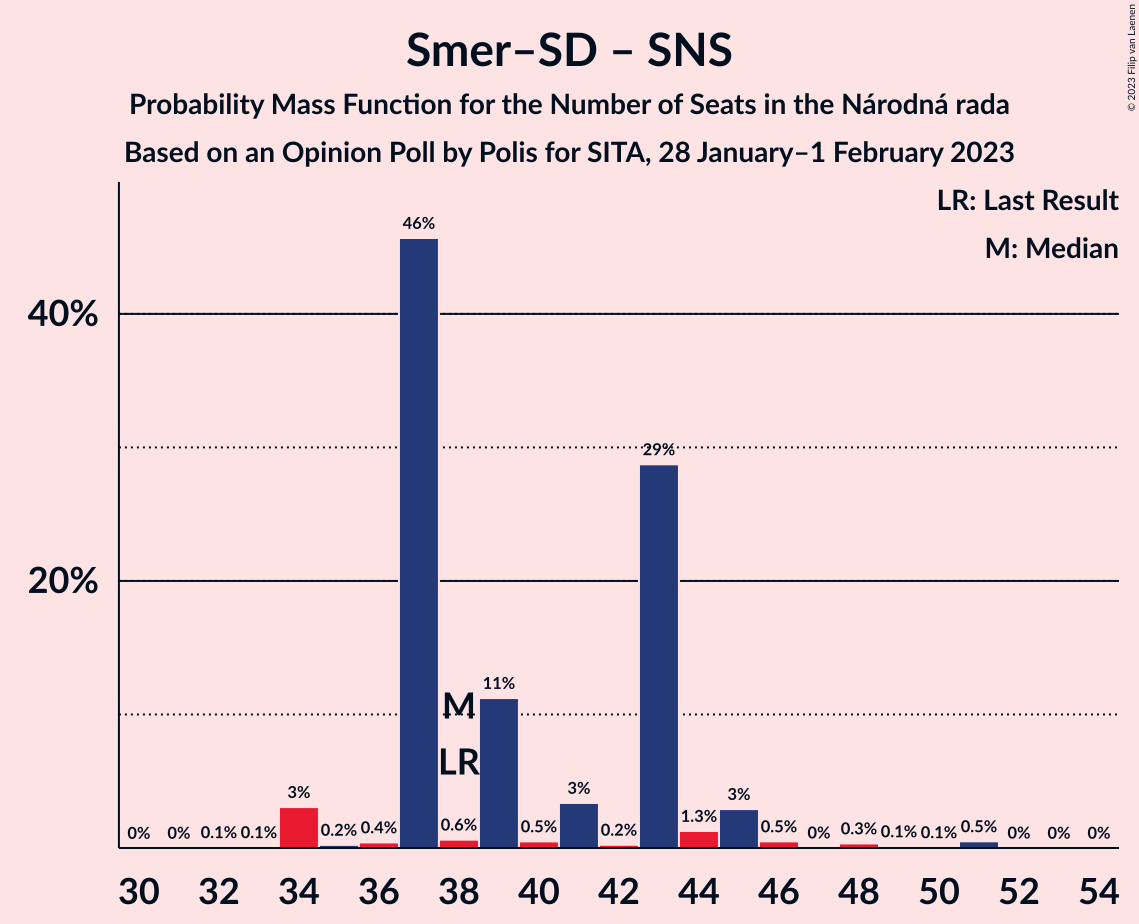 Smer–SD – SNS
Probability Mass Function for the Number of Seats in the Národná rada
Based on an Opinion Poll by Polis for SITA, 28 January–1 February 2023
© 2023 Filip van Laenen
LR: Last Result
M: Median
40%
20%
46%
29%
11%
M
LR
0% 0% 0.1% 0.1% 3% 0.2% 0.4% 0.6% 0.5% 3% 0.2% 1.3% 3% 0.5% 0% 0.3% 0.1% 0.1% 0.5% 0% 0% 0%
30 32 34 36 38 40 42 44 46 48 50 52 54